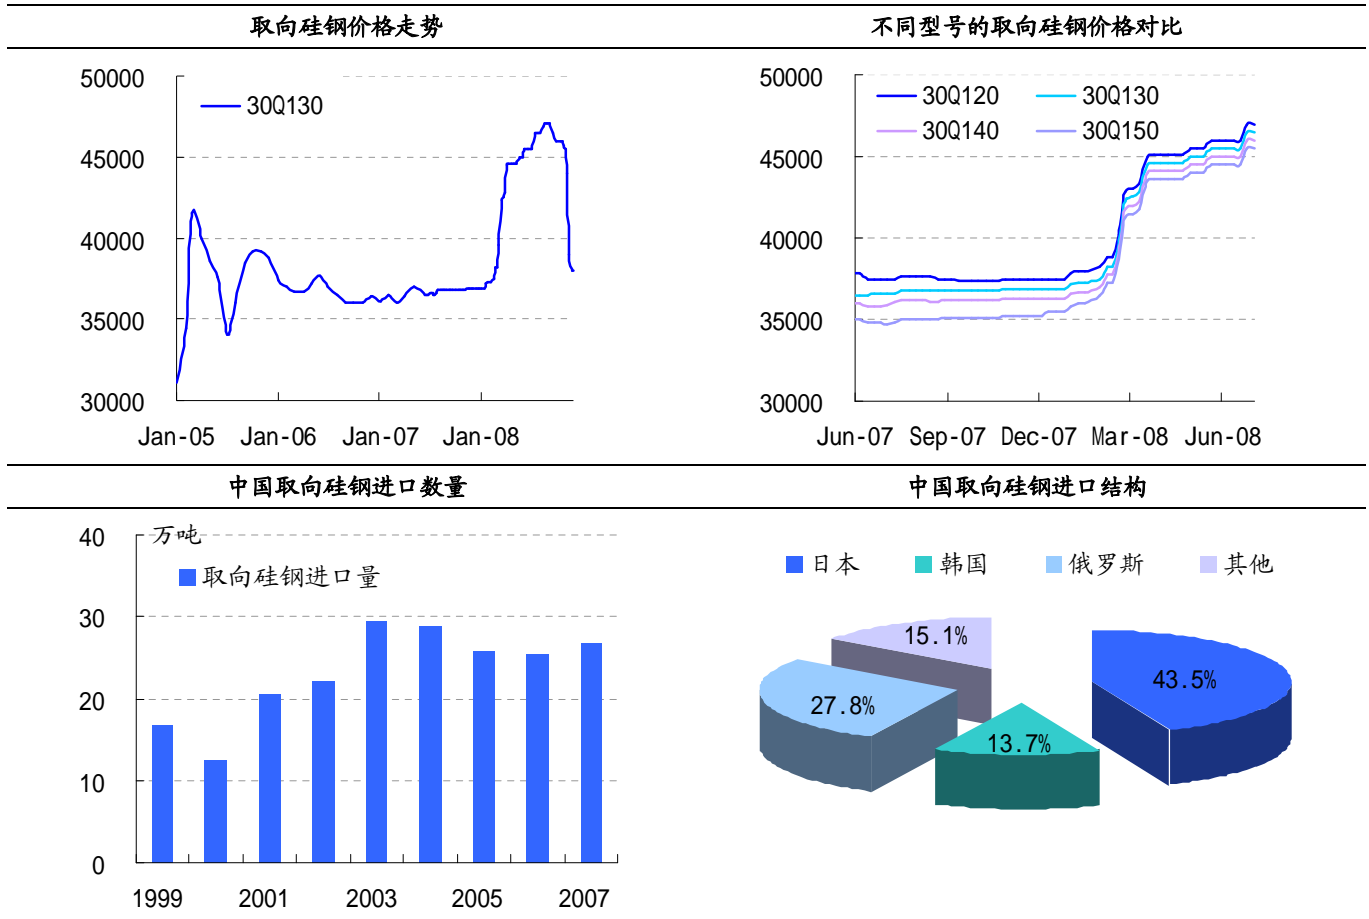 取向硅钢价格走势
50000
45000
40000
35000
30000
30Q130
Jan-05 Jan-06 Jan-07 Jan-08
不同型号的取向硅钢价格对比
50000
45000
40000
35000
30000
30Q120 30Q130
30Q140 30Q150
Jun-07 Sep-07 Dec-07 Mar-08 Jun-08
中国取向硅钢进口数量
40
30
20
10
0
万吨
取向硅钢进口量
1999 2001 2003 2005 2007
中国取向硅钢进口结构
日本 韩国 俄罗斯 其他
15.1%
43.5%
27.8%
13.7%